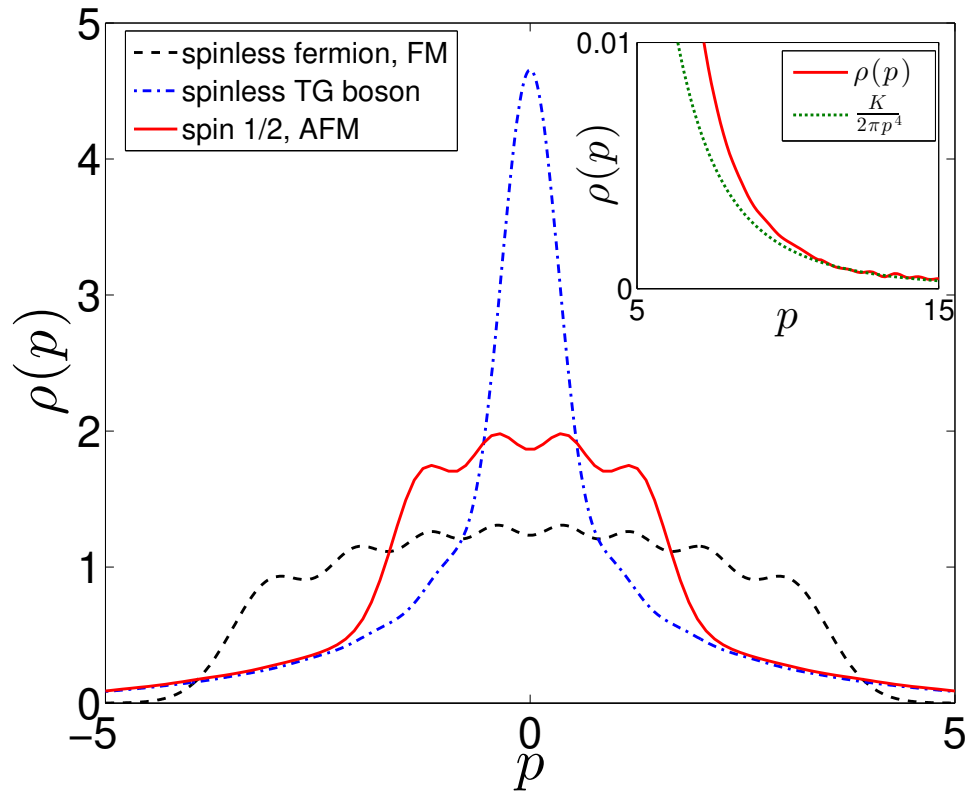 5
4
3
2
1
0
ρ(p)
−5
0
5
p
spinless fermion, FM
spinless TG boson
spin 1/2, AFM
0.01
0
ρ(p)
5
15
p
ρ(p)
K
2πp⁴